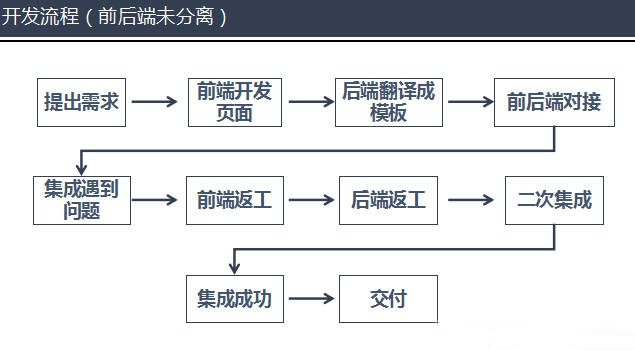 开发流程（前后端未分离）
提出需求
前端开发
页面
后端翻译成
模板
前后端对接
集成遇到
问题
前端返工
后端返工
二次集成
集成成功
交付